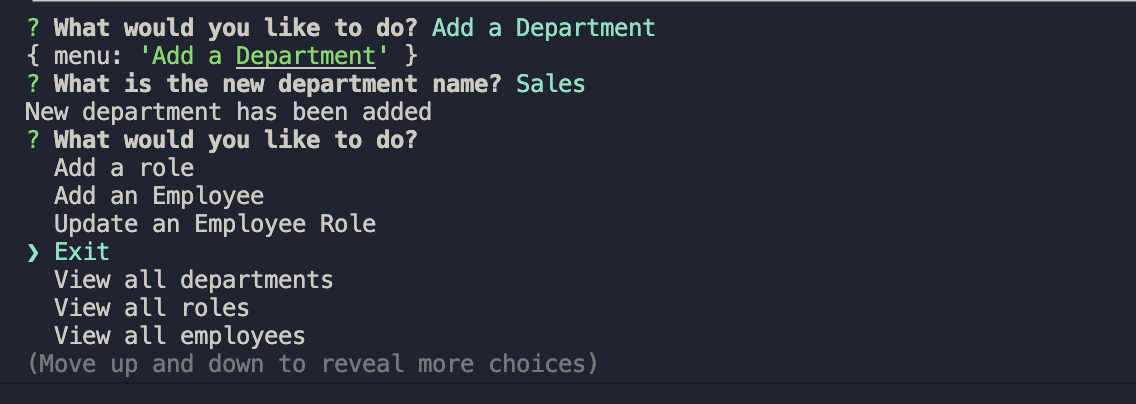 ? What would you like to do? Add a Department
{ menu: 'Add a Department' }
? What is the new department name? Sales
New department has been added
? What would you like to do?
  Add a role
  Add an Employee
  Update an Employee Role
❯ Exit
  View all departments
  View all roles
  View all employees
(Move up and down to reveal more choices)